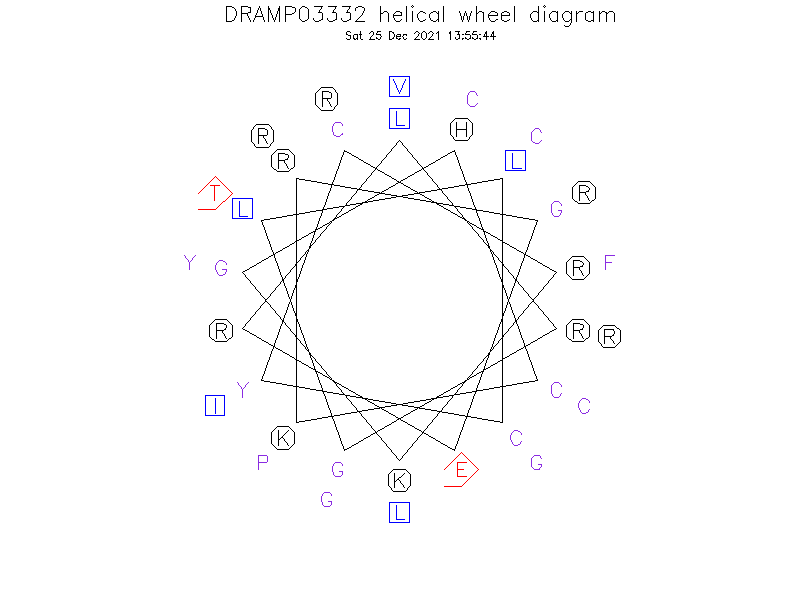 DRAMP03332 helical wheel diagram
Sat 25 Dec 2021 13:55:44
V
R C
L
C H
R C
R L
T R
L G
Y G R F
R R R
Y C
I C
K C
P G
G E
K
G
L